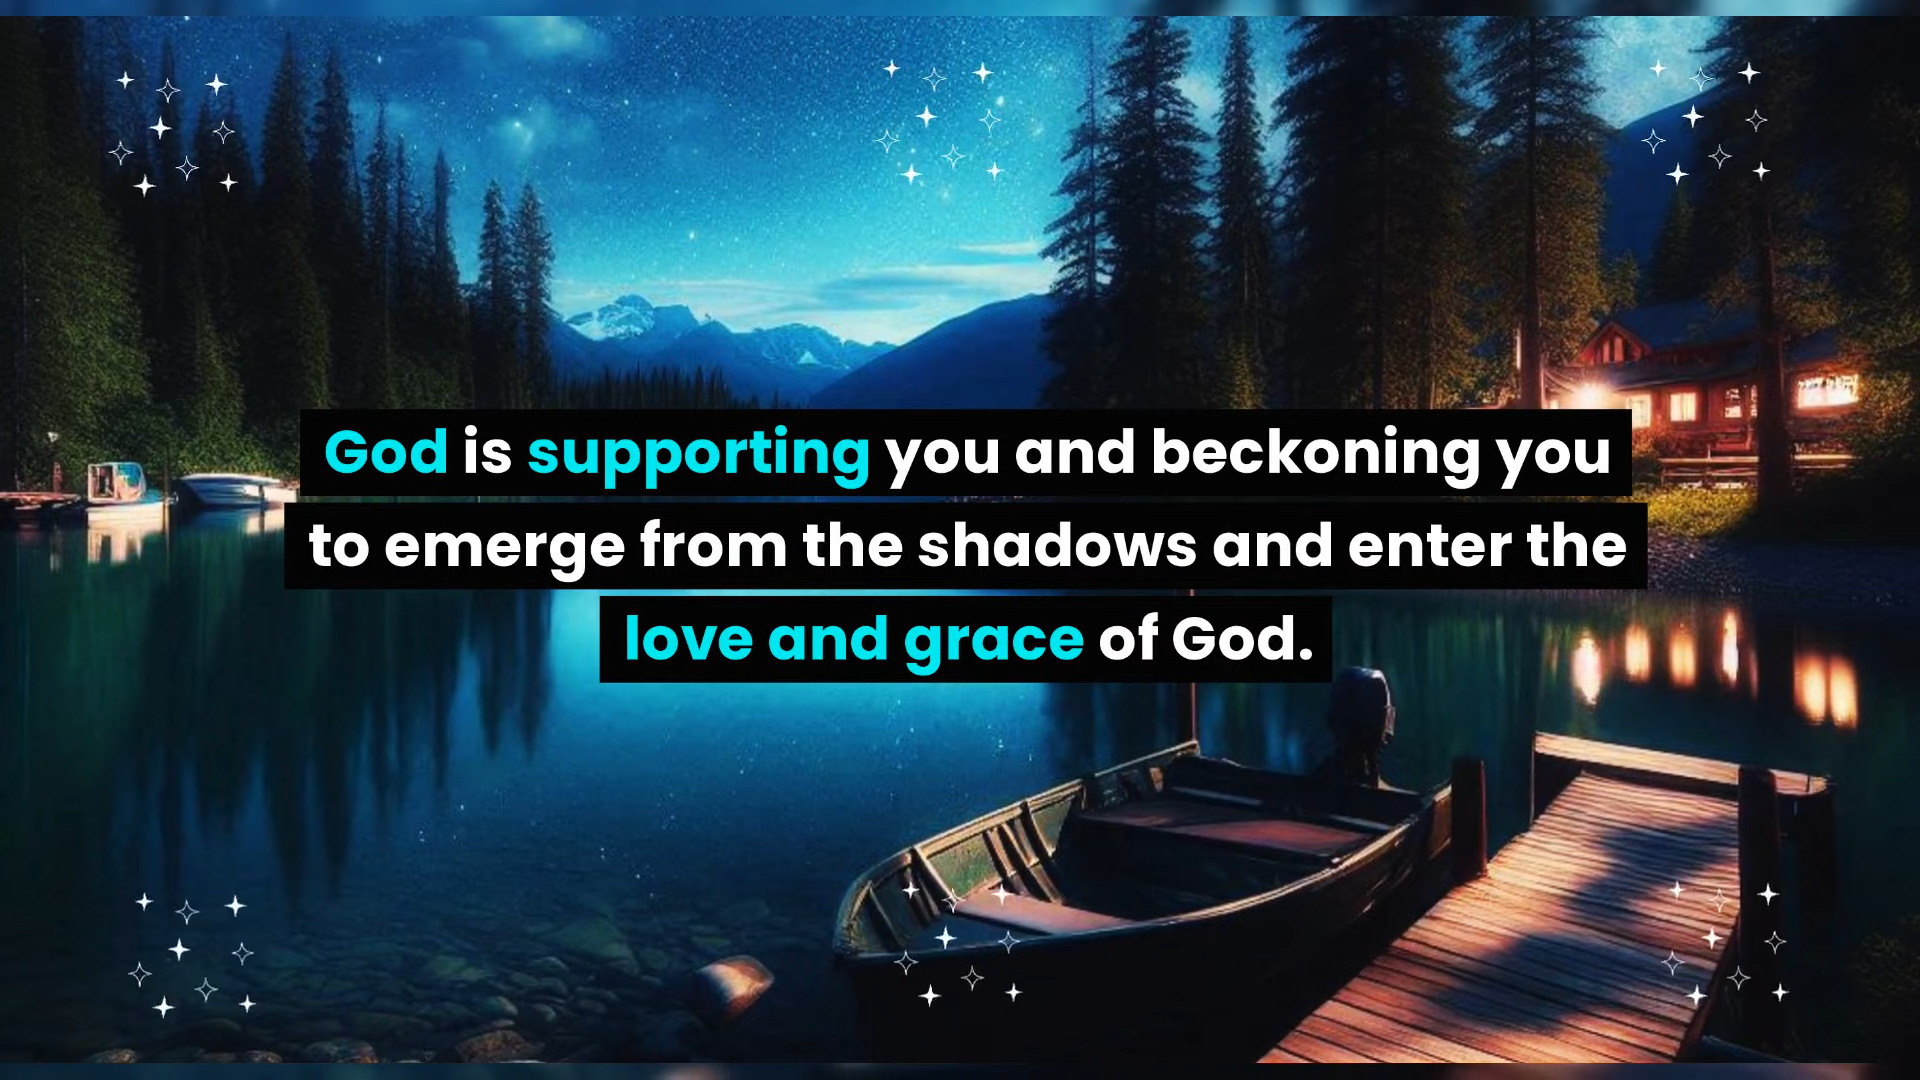 God is supporting you and beckoning you
to emerge from the shadows and enter the
love and grace of God.